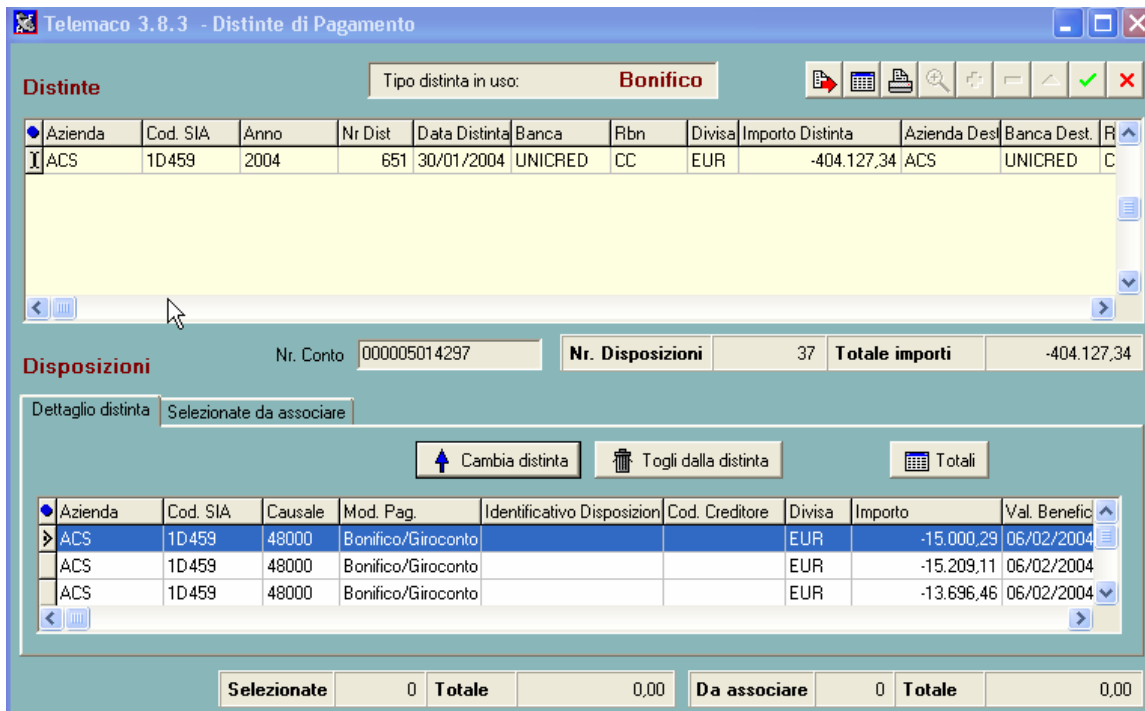 Telemaco 3.8.3 - Distinte di Pagamento
Distinte
Tipo distinta in uso: Bonifico
Azienda Cod. SIA Anno Nr Dist Data Distinta Banca Rbn Divisa Importo Distinta Azienda Dest Banca Dest. R
ACS 1D459 2004 651 30/01/2004 UNICRED CC EUR -404.127,34 ACS UNICRED C
Disposizioni
Nr. Conto 000005014297 Nr. Disposizioni 37 Totale importi -404.127,34
Dettaglio distinta Selezionate da associare
Cambia distinta Togli dalla distinta Totali
Azienda Cod. SIA Causale Mod. Pag. Identificativo Disposizion Cod. Creditore Divisa Importo Val. Benefic
ACS 1D459 48000 Bonifico/Giroconto EUR -15.000,29 06/02/2004
ACS 1D459 48000 Bonifico/Giroconto EUR -15.209,11 06/02/2004
ACS 1D459 48000 Bonifico/Giroconto EUR -13.696,46 06/02/2004
Selezionate 0 Totale 0,00 Da associare 0 Totale 0,00